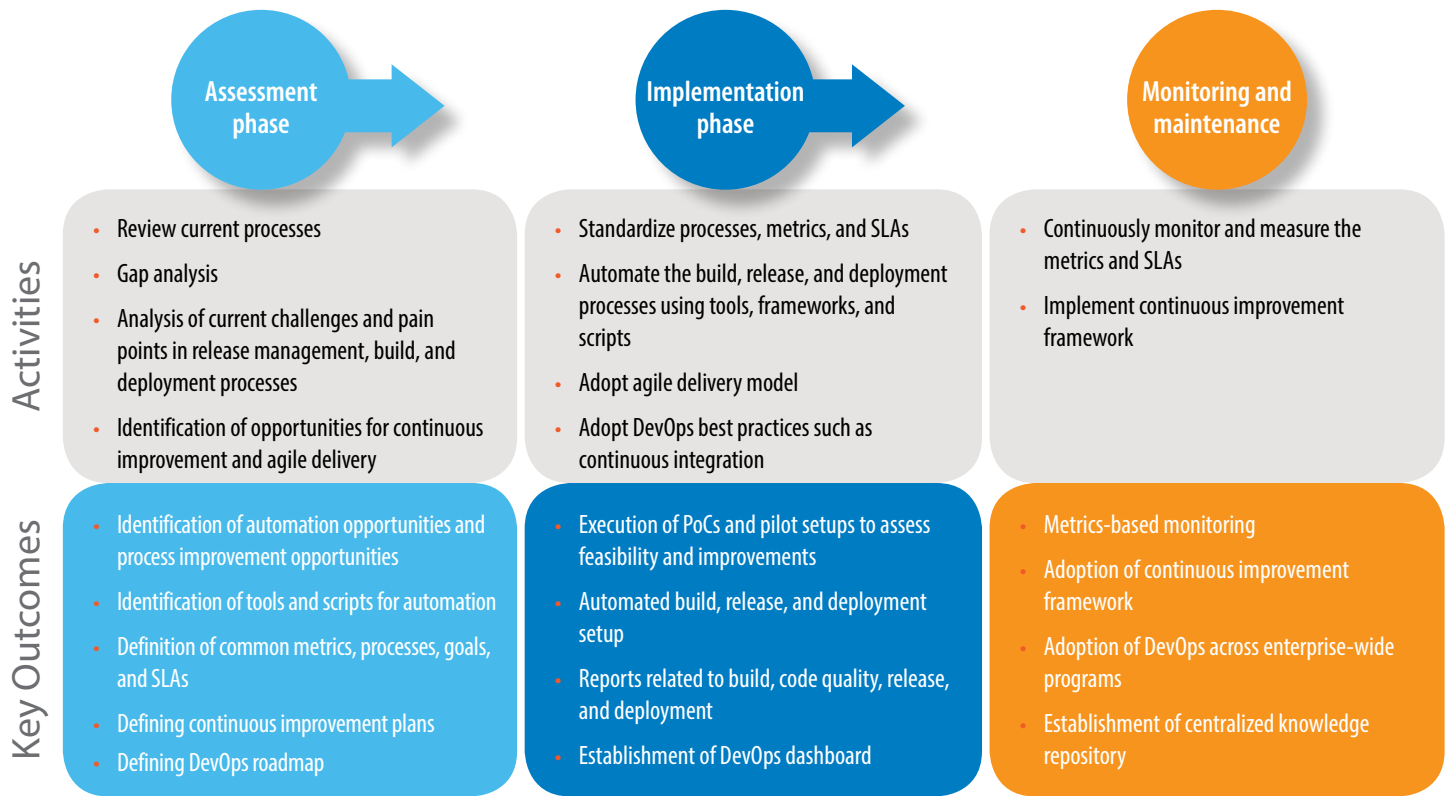 Assessment
phase
Implementation
phase
Monitoring and
maintenance
Activities
• Review current processes
• Gap analysis
• Analysis of current challenges and pain
points in release management, build, and
deployment processes
• Identification of opportunities for continuous
improvement and agile delivery
• Standardize processes, metrics, and SLAs
• Automate the build, release, and deployment
processes using tools, frameworks, and
scripts
• Adopt agile delivery model
• Adopt DevOps best practices such as
continuous integration
• Continuously monitor and measure the
metrics and SLAs
• Implement continuous improvement
framework
Key Outcomes
• Identification of automation opportunities and
process improvement opportunities
• Identification of tools and scripts for automation
• Definition of common metrics, processes, goals,
and SLAs
• Defining continuous improvement plans
• Defining DevOps roadmap
• Execution of PoCs and pilot setups to assess
feasibility and improvements
• Automated build, release, and deployment
setup
• Reports related to build, code quality, release,
and deployment
• Establishment of DevOps dashboard
• Metrics-based monitoring
• Adoption of continuous improvement
framework
• Adoption of DevOps across enterprise-wide
programs
• Establishment of centralized knowledge
repository